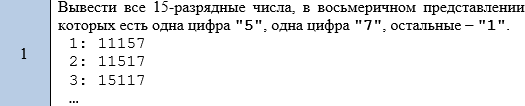 Вывести все 15-разрядные числа, в восьмеричном представлении
которых есть одна цифра "5", одна цифра "7", остальные – "1".
1
1: 11157
2: 11517
3: 15117
…